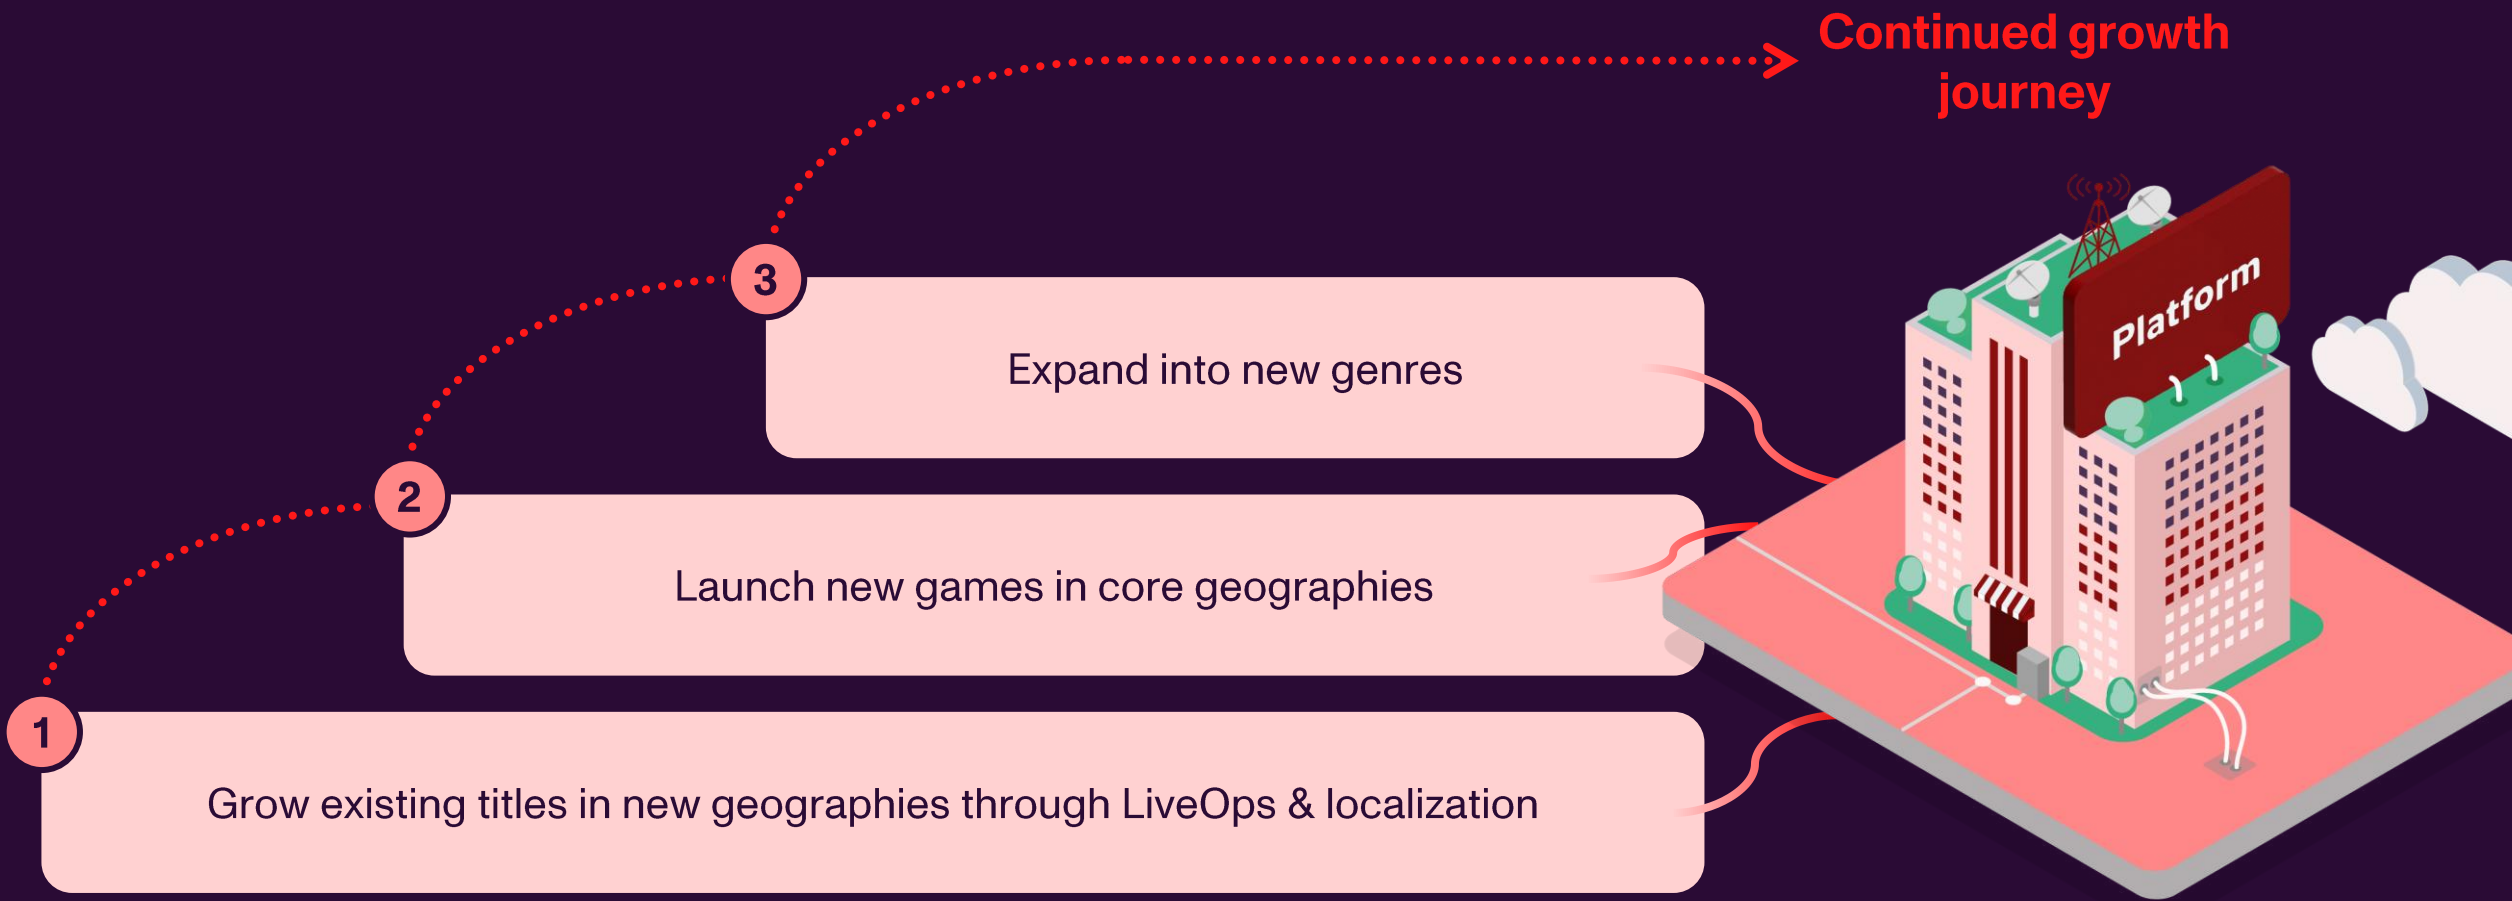 Continued growth
journey
Platform
3
Expand into new genres
2
Launch new games in core geographies
1
Grow existing titles in new geographies through LiveOps & localization